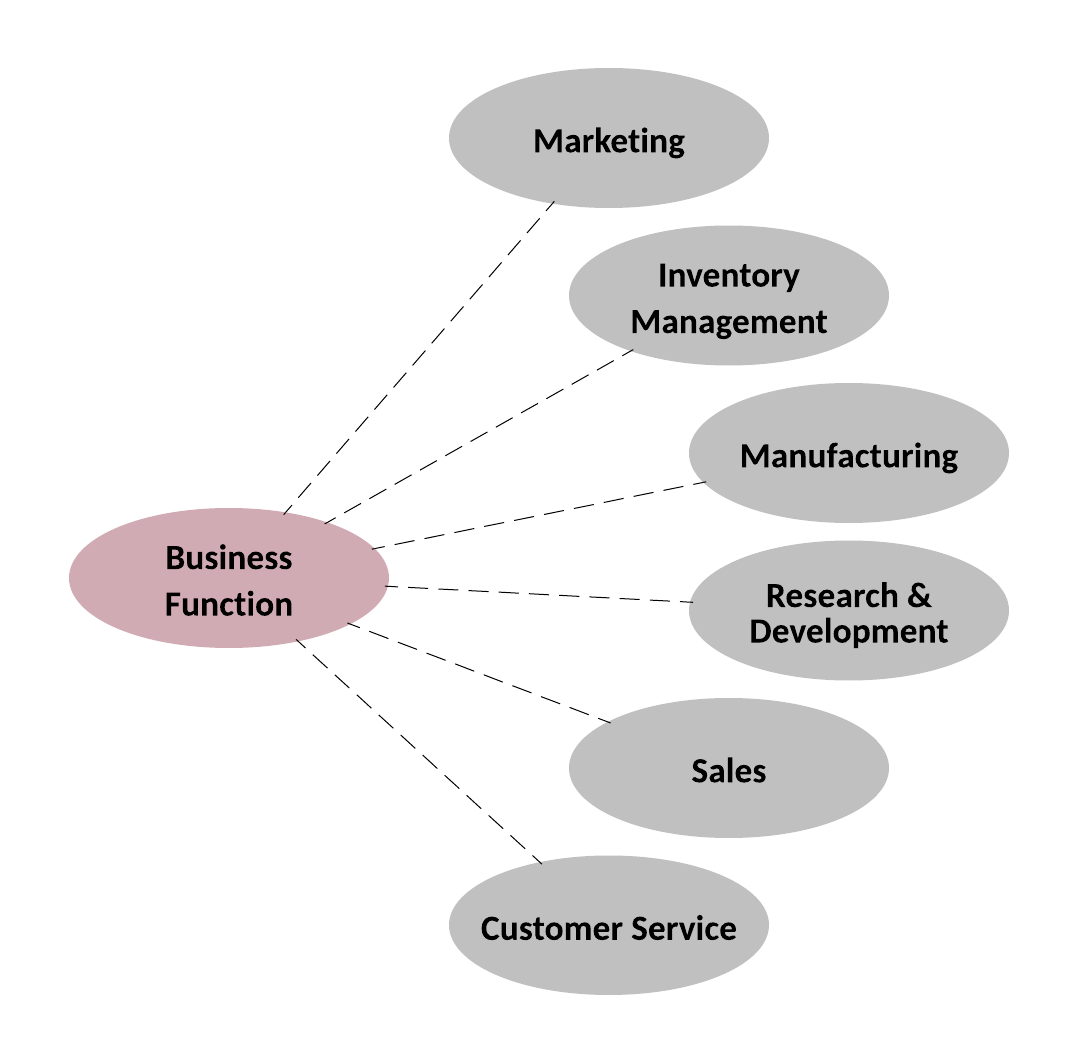 Marketing
Inventory
Management
Manufacturing
Business
Function
Research &
Development
Sales
Customer Service